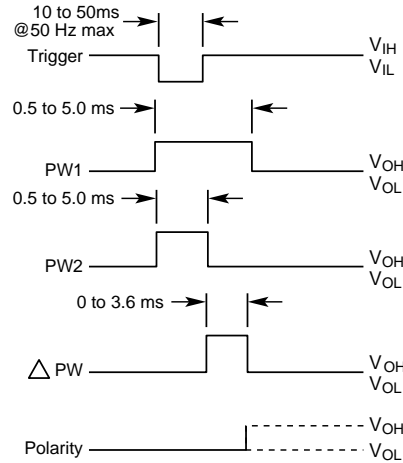 10 to 50ms
@50 Hz max
Trigger
VIH
VIL
0.5 to 5.0 ms
PW1
VOH
VOL
0.5 to 5.0 ms
PW2
VOH
VOL
0 to 3.6 ms
△ PW
VOH
VOL
VOH
Polarity
VOL